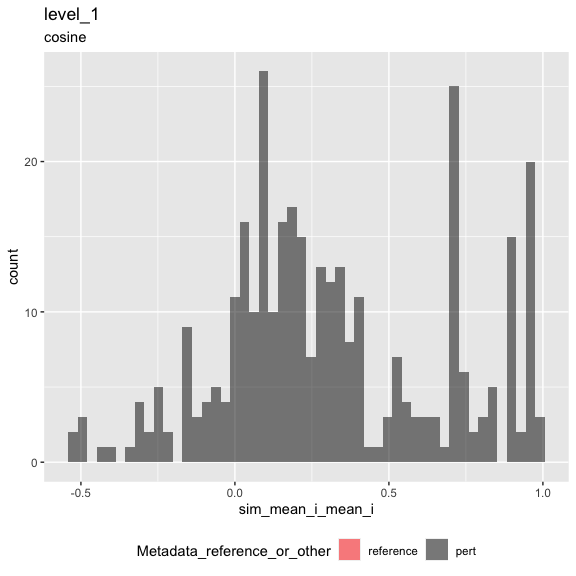 level_1
cosine
20
10
0
count
-0.5 0.0 0.5 1.0
sim_mean_i_mean_i
Metadata_reference_or_other reference pert